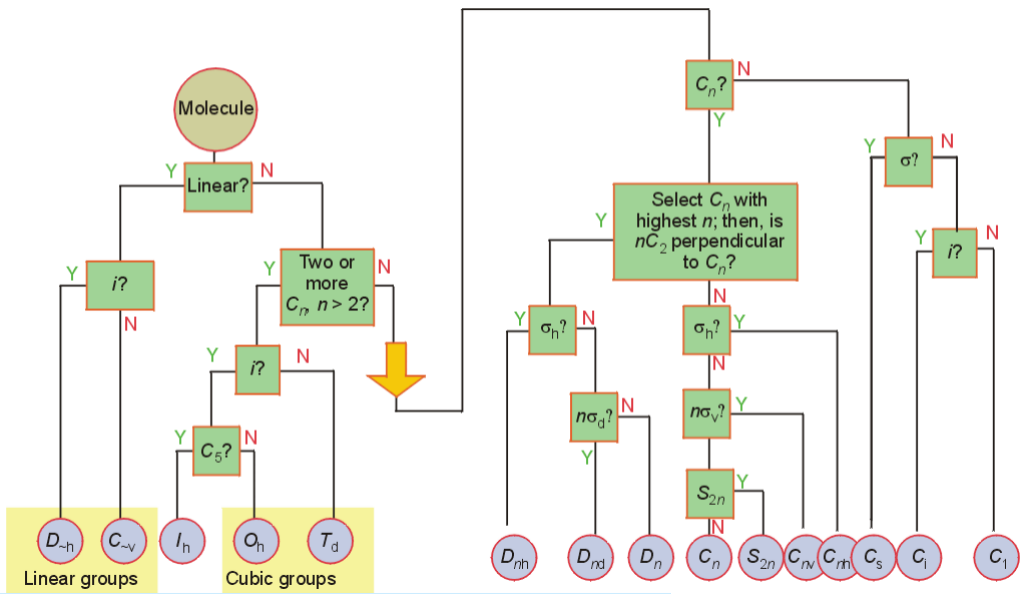 Molecule
Y
N
Linear?
Y
i?
N
Y
Two or
more
Cₙ, n > 2?
N
Y
i?
N
Y
C₅?
N
D~h
C~v
Iₕ
Oₕ
T_d
Linear groups
Cubic groups
Cₙ?
N
Y
Y
σ?
N
Y
Select Cₙ with
highest n; then, is
nC₂ perpendicular
to Cₙ?
Y
i?
N
N
Y
σₕ?
N
σₕ?
Y
N
nσ_d?
N
Y
nσᵥ?
Y
S₂ₙ
Y
N
Dₙₕ
Dₙd
Dₙ
Cₙ
S₂ₙ
Cₙᵥ
Cₙₕ
Cₛ
Cᵢ
C₁